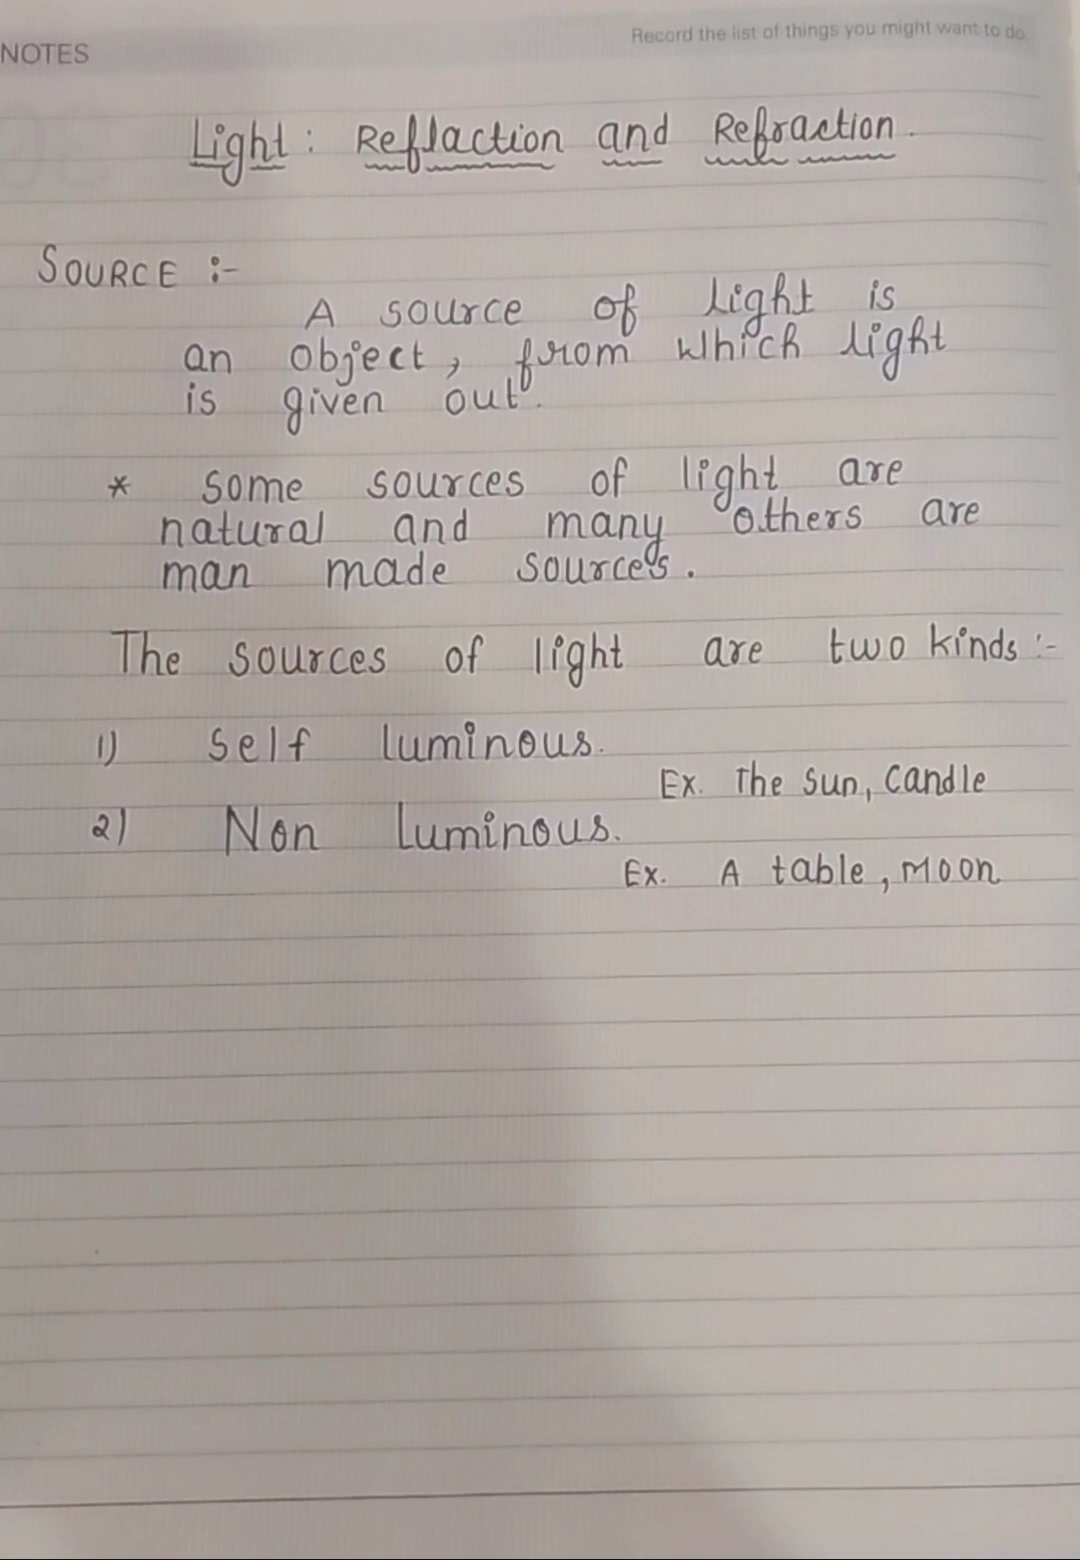 NOTES
Record the list of things you might want to do.
Light : Reflaction and Refraction.
SOURCE :-
A source of light is
an object, from which light
is given out.
* some sources of light are
natural and many others are
man made sources.
The sources of light are two kinds :-
1) Self luminous.
Ex. The Sun, Candle
2) Non luminous.
Ex. A table, Moon